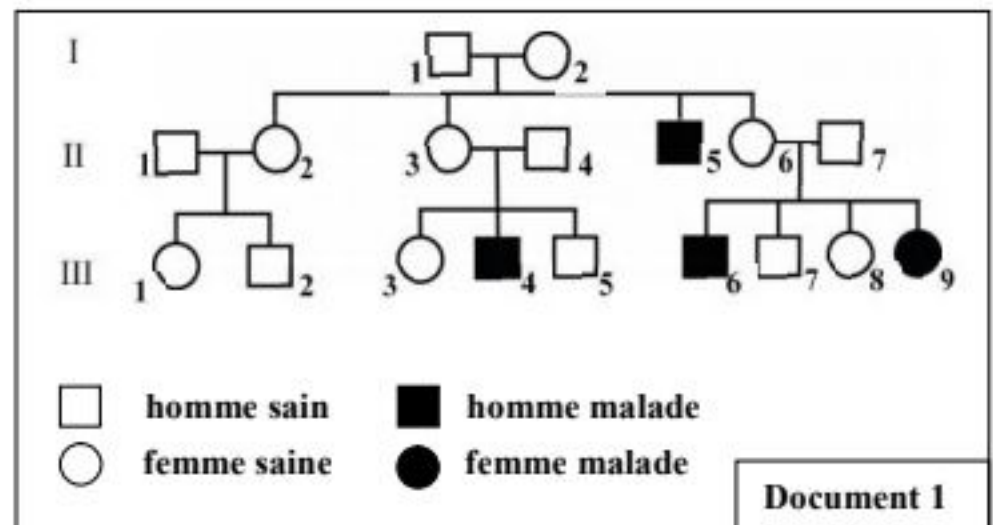 I
1 2
II
1 2 3 4 5 6 7
III
1 2 3 4 5 6 7 8 9
homme sain homme malade
femme saine femme malade
Document 1